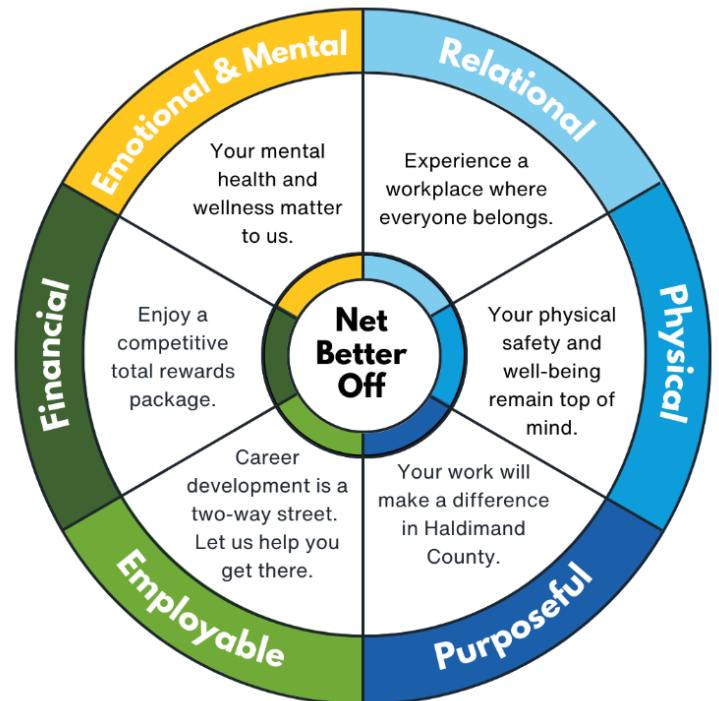 Emotional & Mental
Your mental
health and
wellness matter
to us.
Relational
Experience a
workplace where
everyone belongs.
Physical
Your physical
safety and
well-being
remain top of
mind.
Purposeful
Your work will
make a difference
in Haldimand
County.
Employable
Career
development is a
two-way street.
Let us help you
get there.
Financial
Enjoy a
competitive
total rewards
package.
Net
Better
Off